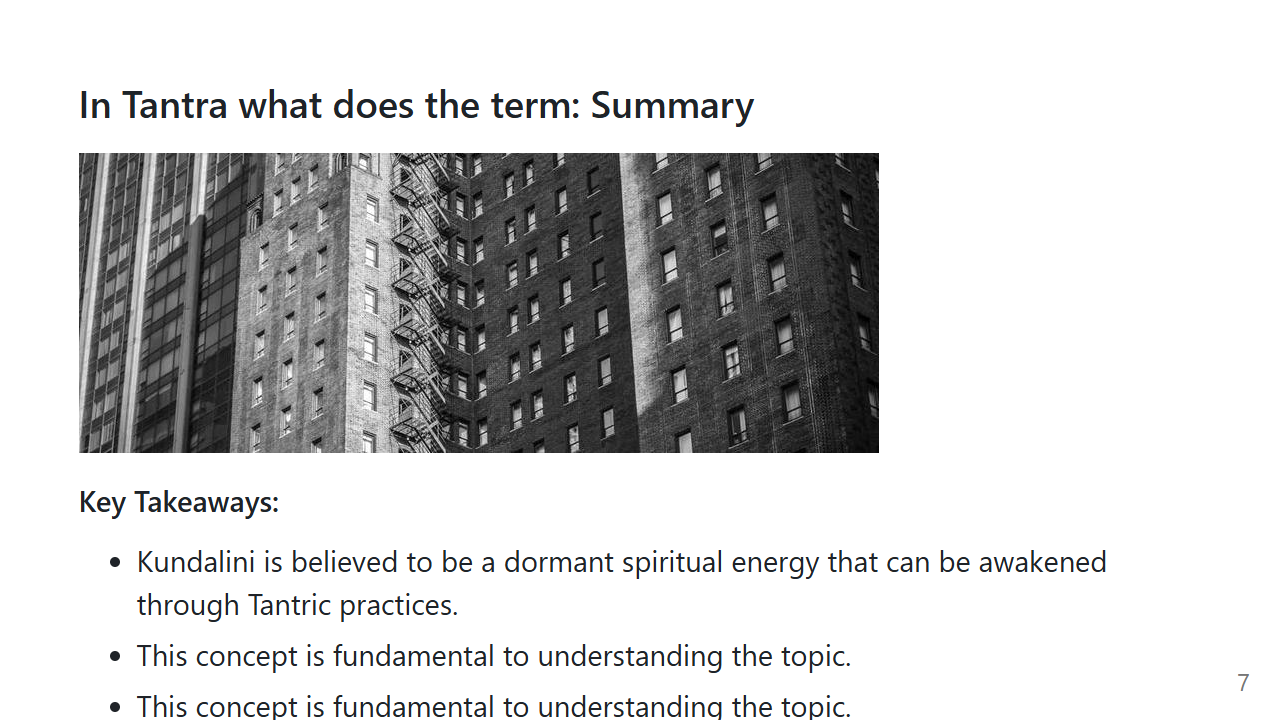 In Tantra what does the term: Summary
Key Takeaways:
• Kundalini is believed to be a dormant spiritual energy that can be awakened
through Tantric practices.
• This concept is fundamental to understanding the topic.
• This concept is fundamental to understanding the topic.
7